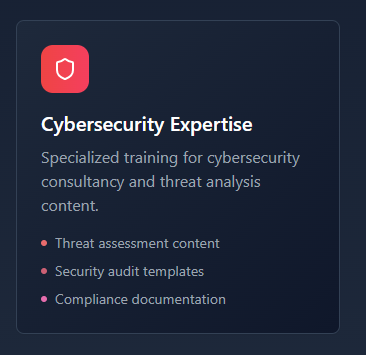 Cybersecurity Expertise
Specialized training for cybersecurity
consultancy and threat analysis
content.
Threat assessment content
Security audit templates
Compliance documentation